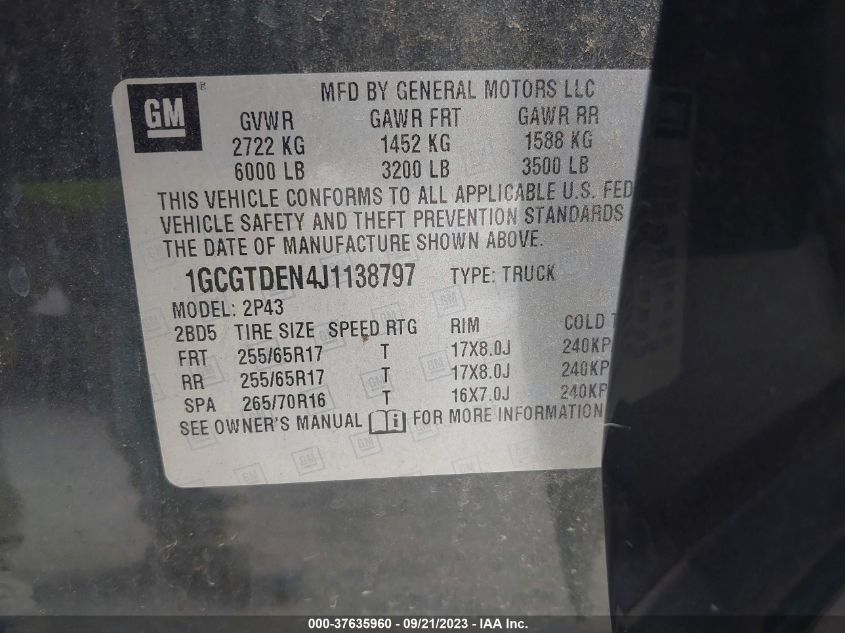 GM®
MFD BY GENERAL MOTORS LLC
GVWR GAWR FRT GAWR RR
2722 KG 1452 KG 1588 KG
6000 LB 3200 LB 3500 LB
THIS VEHICLE CONFORMS TO ALL APPLICABLE U.S. FED
VEHICLE SAFETY AND THEFT PREVENTION STANDARDS
THE DATE OF MANUFACTURE SHOWN ABOVE.
1GCGTDEN4J1138797 TYPE: TRUCK
MODEL: 2P43
2BD5 TIRE SIZE SPEED RTG RIM COLD T
FRT 255/65R17 T 17X8.0J 240KP
RR 255/65R17 T 17X8.0J 240KP
SPA 265/70R16 T 16X7.0J 240KP
SEE OWNER'S MANUAL FOR MORE INFORMATION
000-37635960 - 09/21/2023 - IAA Inc.